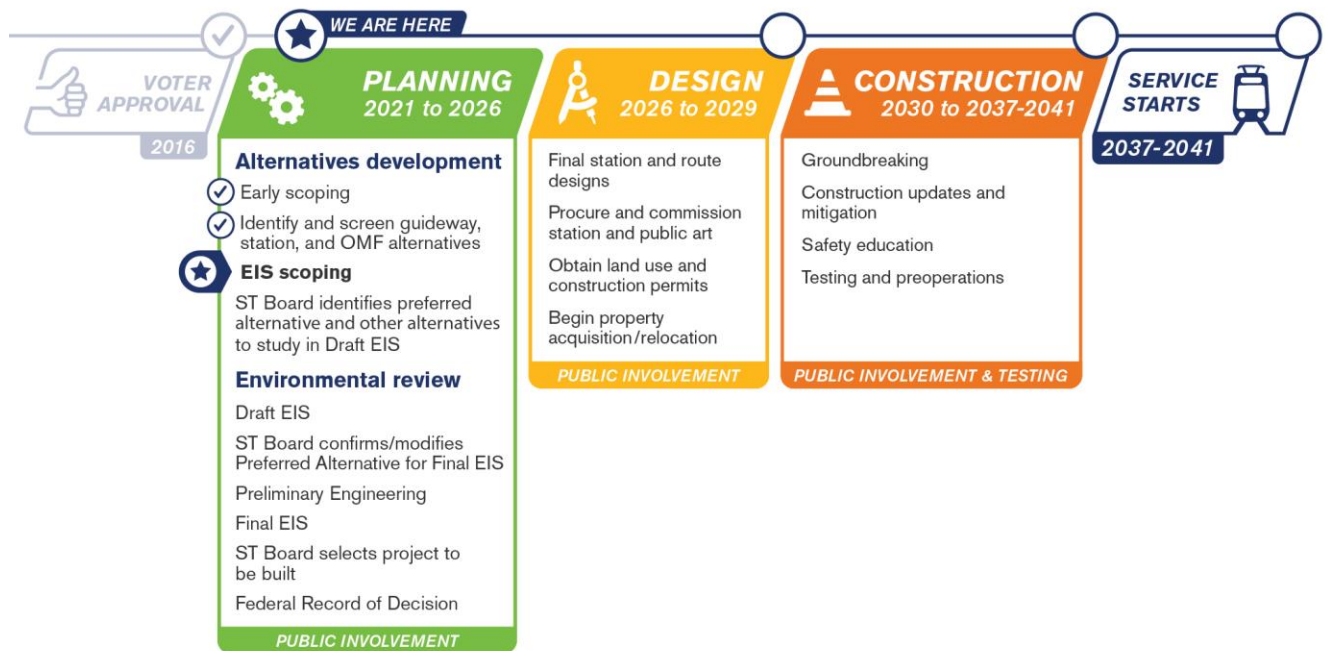 WE ARE HERE
VOTER
APPROVAL
2016
PLANNING
2021 to 2026
Alternatives development
Early scoping
Identify and screen guideway,
station, and OMF alternatives
EIS scoping
ST Board identifies preferred
alternative and other alternatives
to study in Draft EIS
Environmental review
Draft EIS
ST Board confirms/modifies
Preferred Alternative for Final EIS
Preliminary Engineering
Final EIS
ST Board selects project to
be built
Federal Record of Decision
PUBLIC INVOLVEMENT
DESIGN
2026 to 2029
Final station and route
designs
Procure and commission
station and public art
Obtain land use and
construction permits
Begin property
acquisition/relocation
PUBLIC INVOLVEMENT
CONSTRUCTION
2030 to 2037-2041
Groundbreaking
Construction updates and
mitigation
Safety education
Testing and preoperations
PUBLIC INVOLVEMENT & TESTING
SERVICE
STARTS
2037-2041